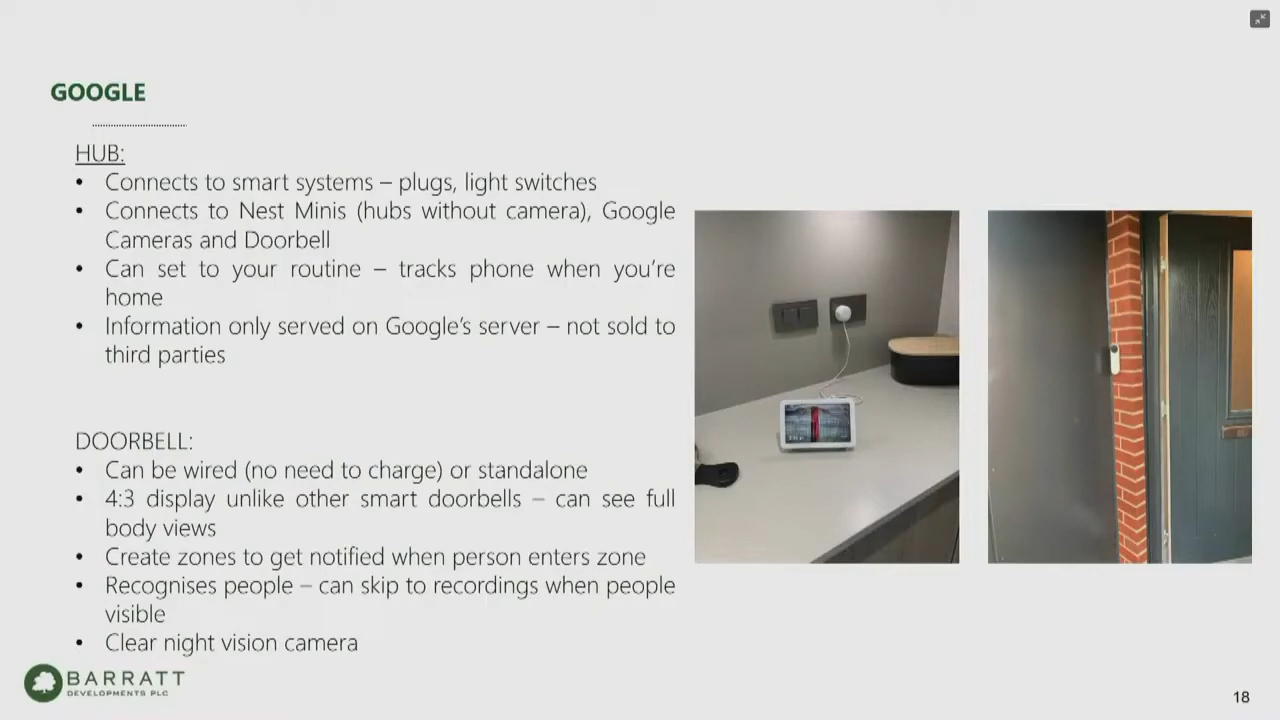 GOOGLE
HUB:
• Connects to smart systems – plugs, light switches
• Connects to Nest Minis (hubs without camera), Google
Cameras and Doorbell
• Can set to your routine – tracks phone when you’re
home
• Information only served on Google’s server – not sold to
third parties
DOORBELL:
• Can be wired (no need to charge) or standalone
• 4:3 display unlike other smart doorbells – can see full
body views
• Create zones to get notified when person enters zone
• Recognises people – can skip to recordings when people
visible
• Clear night vision camera
BARRATT
DEVELOPMENTS PLC
18